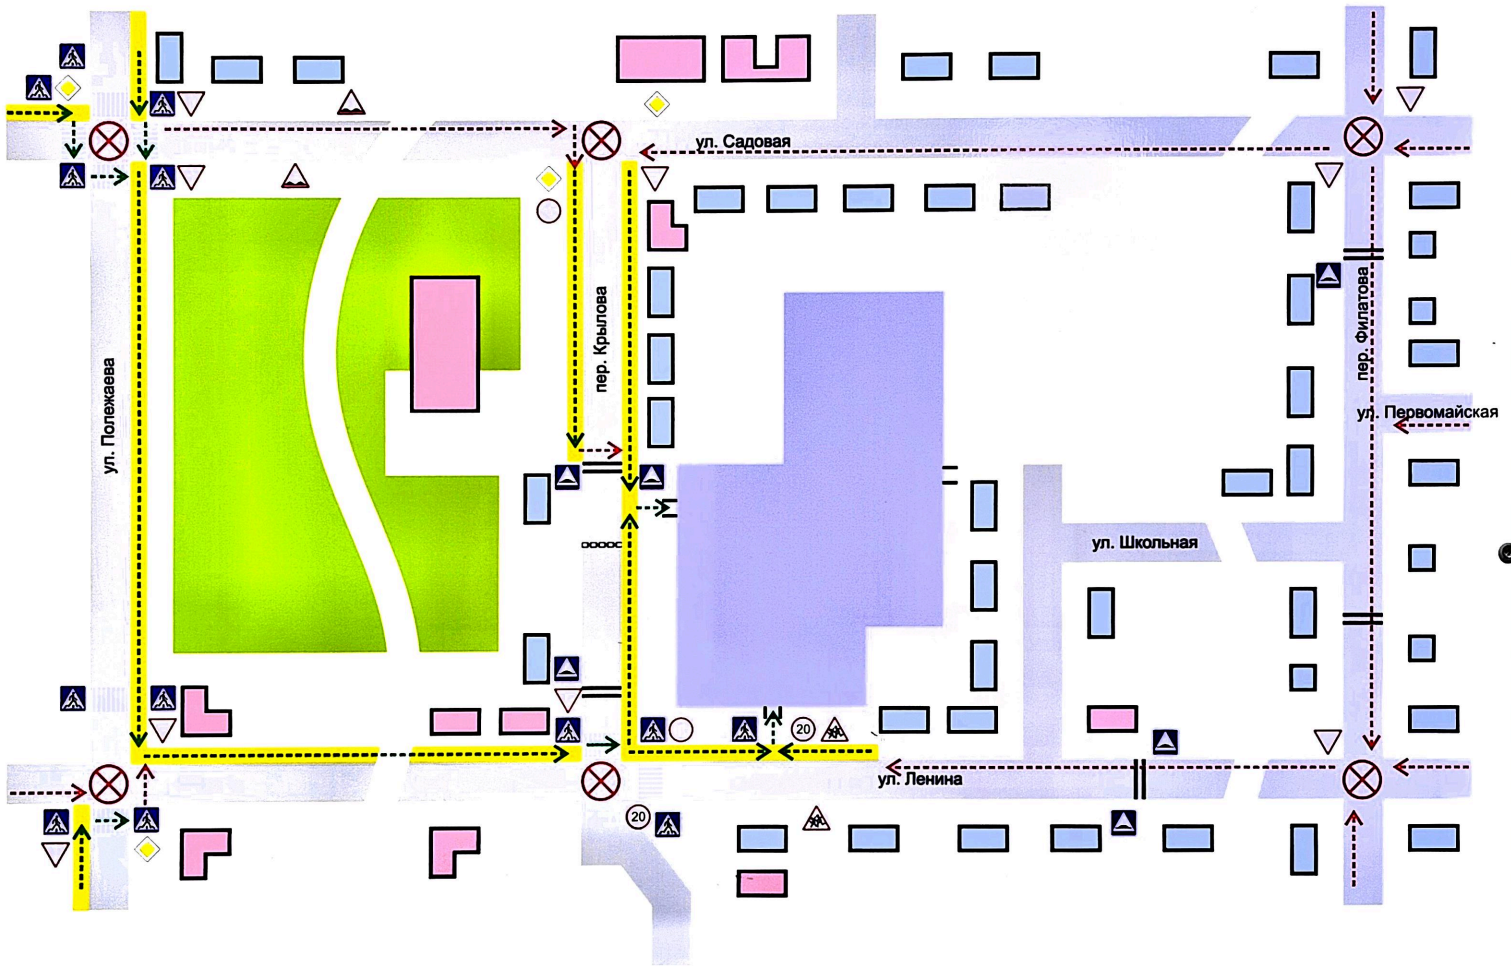 ул. Садовая
пер. Крылова
пер. Филатова
ул. Полежаева
ул. Первомайская
ул. Школьная
20
ул. Ленина
20